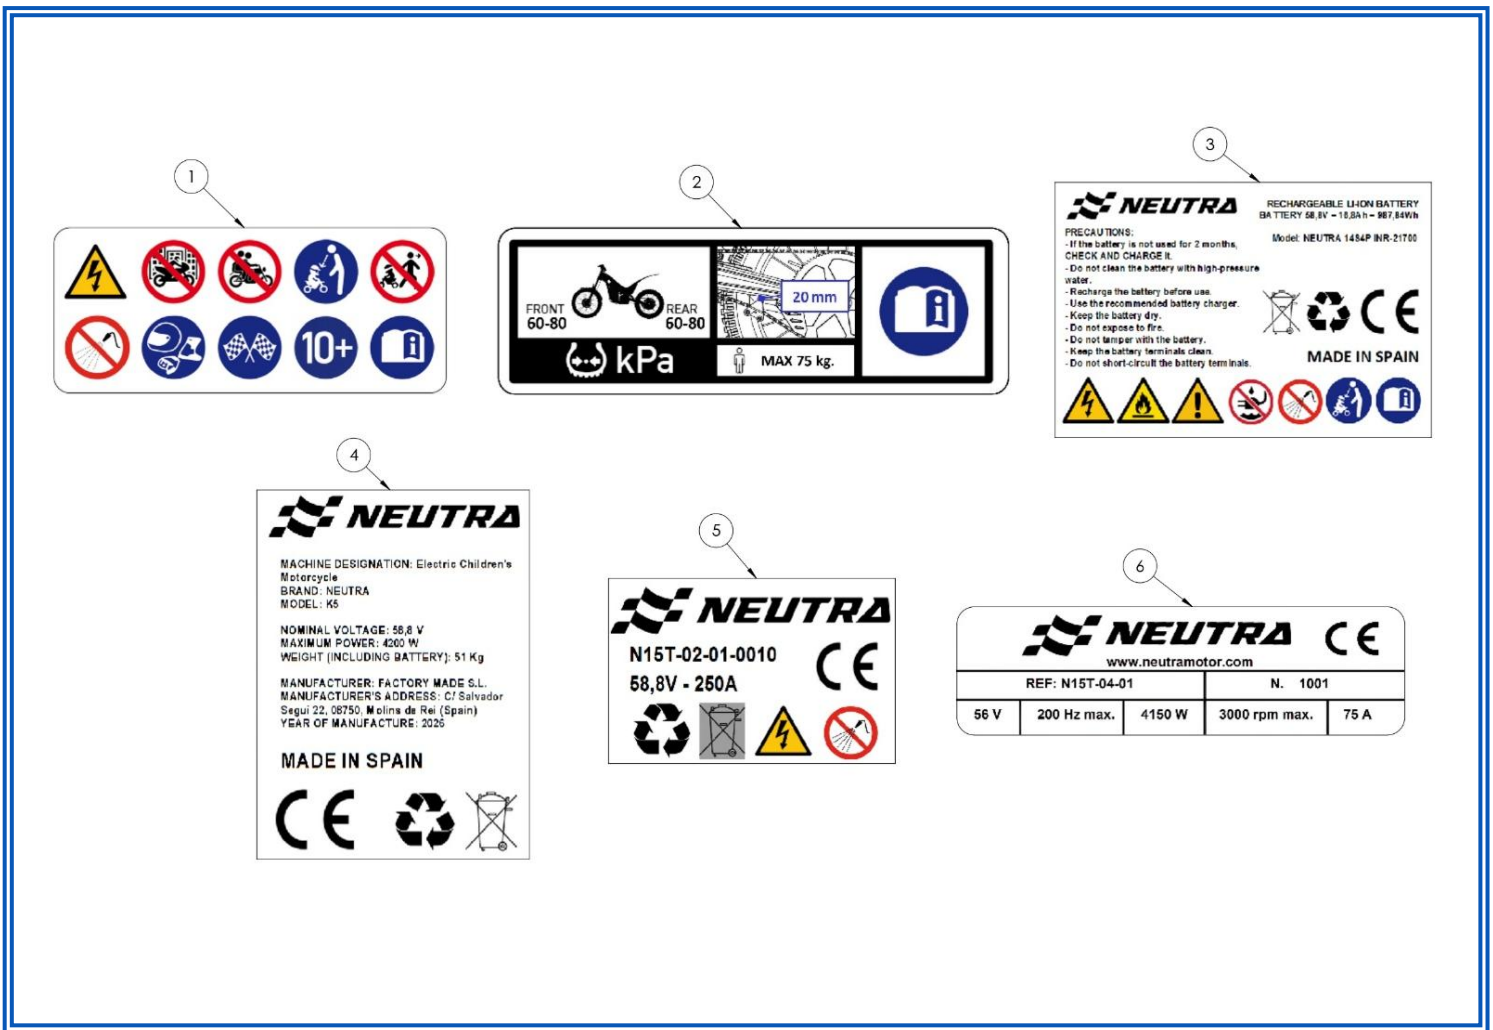 1
10+
2
FRONT
60-80
REAR
60-80
20 mm
kPa
MAX 75 kg.
3
NEUTRA
RECHARGEABLE LI-ION BATTERY
BATTERY 58,8V – 16,8Ah – 987,84Wh
Model: NEUTRA 14S4P INR-21700
PRECAUTIONS:
- If the battery is not used for 2 months,
CHECK AND CHARGE it.
- Do not clean the battery with high-pressure
water.
- Recharge the battery before use.
- Use the recommended battery charger.
- Keep the battery dry.
- Do not expose to fire.
- Do not tamper with the battery.
- Keep the battery terminals clean.
- Do not short-circuit the battery terminals.
CE
MADE IN SPAIN
4
NEUTRA
MACHINE DESIGNATION: Electric Children's
Motorcycle
BRAND: NEUTRA
MODEL: K5
NOMINAL VOLTAGE: 58,8 V
MAXIMUM POWER: 4200 W
WEIGHT (INCLUDING BATTERY): 51 Kg
MANUFACTURER: FACTORY MADE S.L.
MANUFACTURER'S ADDRESS: C/ Salvador
Segui 22, 08750, Molins de Rei (Spain)
YEAR OF MANUFACTURE: 2026
MADE IN SPAIN
CE
5
NEUTRA
N15T-02-01-0010
58,8V - 250A
CE
6
NEUTRA
CE
www.neutramotor.com
REF: N15T-04-01
N. 1001
56 V
200 Hz max.
4150 W
3000 rpm max.
75 A